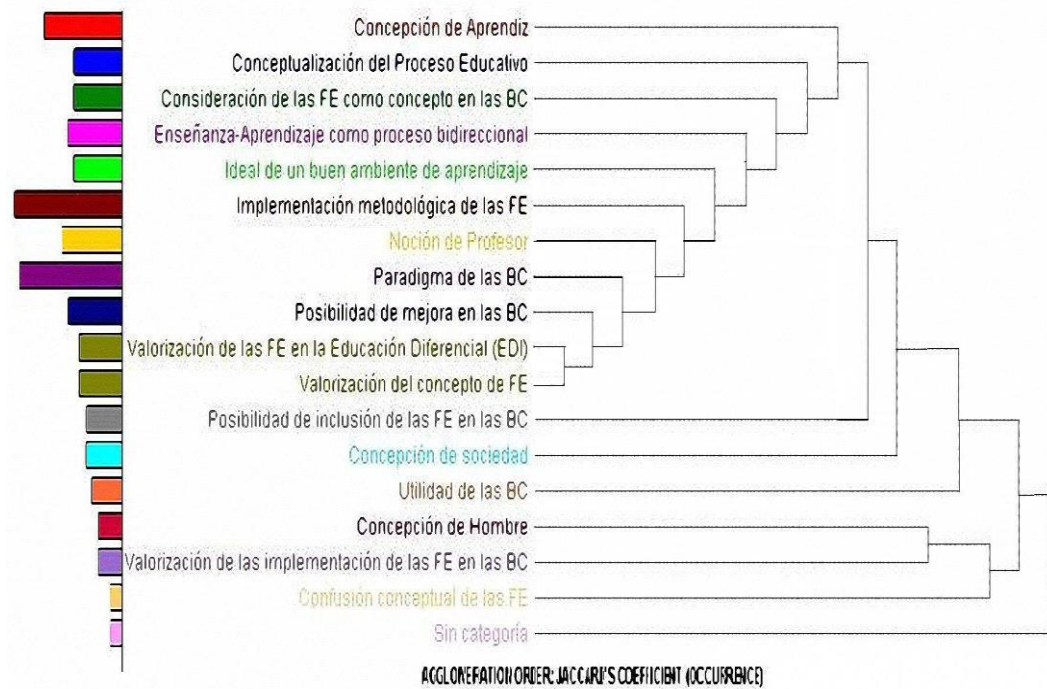 Concepción de Aprendiz
Conceptualización del Proceso Educativo
Consideración de las FE como concepto en las BC
Enseñanza-Aprendizaje como proceso bidireccional
Ideal de un buen ambiente de aprendizaje
Implementación metodológica de las FE
Noción de Profesor
Paradigma de las BC
Posibilidad de mejora en las BC
Valorización de las FE en la Educación Diferencial (EDI)
Valorización del concepto de FE
Posibilidad de inclusión de las FE en las BC
Concepción de sociedad
Utilidad de las BC
Concepción de Hombre
Valorización de las implementación de las FE en las BC
Confusión conceptual de las FE
Sin categoría
AGGLOMERATION ORDER: JACCARD'S COEFFICIENT (OCCURRENCE)